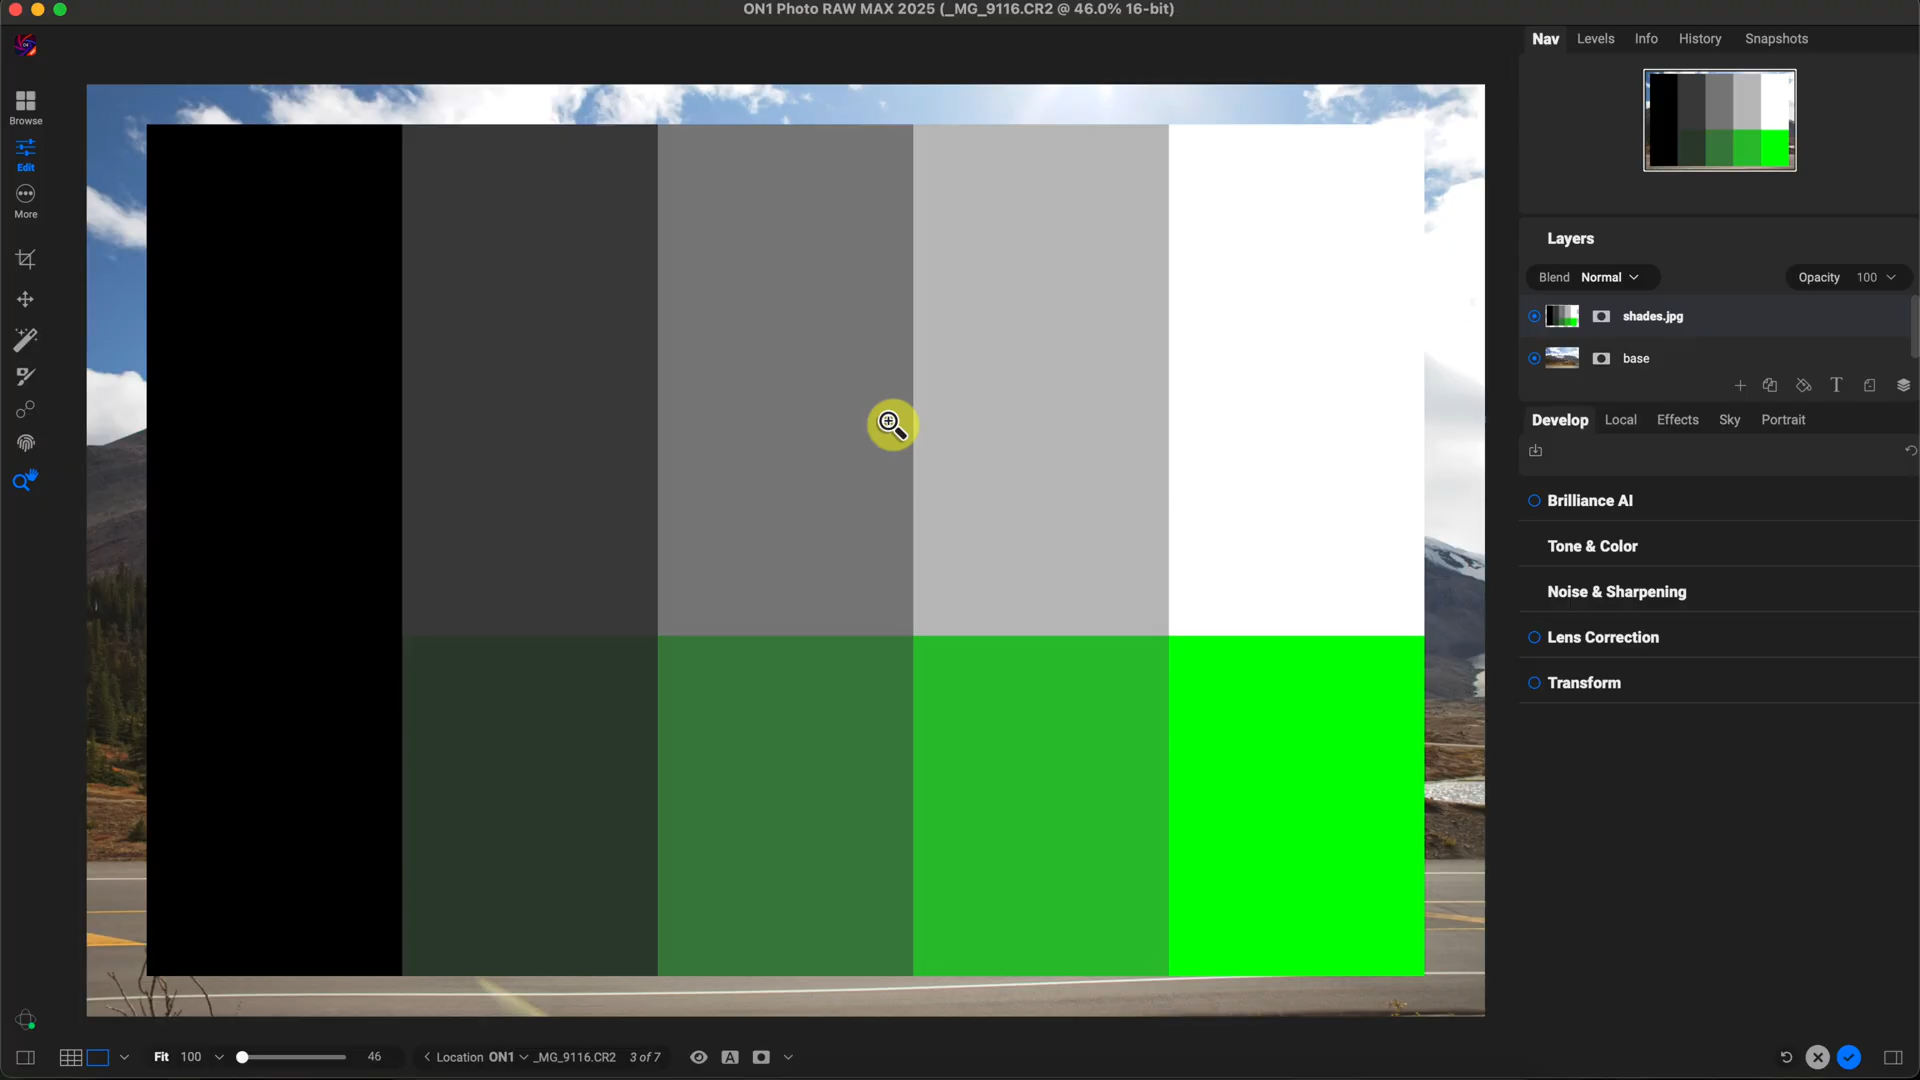 ON1 Photo RAW MAX 2025 (_MG_9116.CR2 @ 46.0% 16-bit)
Nav Levels Info History Snapshots
Browse
Edit
More
Layers
Blend Normal Opacity 100
shades.jpg
base
Develop Local Effects Sky Portrait
Brilliance AI
Tone & Color
Noise & Sharpening
Lens Correction
Transform
Fit 100 46 Location ON1 _MG_9116.CR2 3 of 7 A